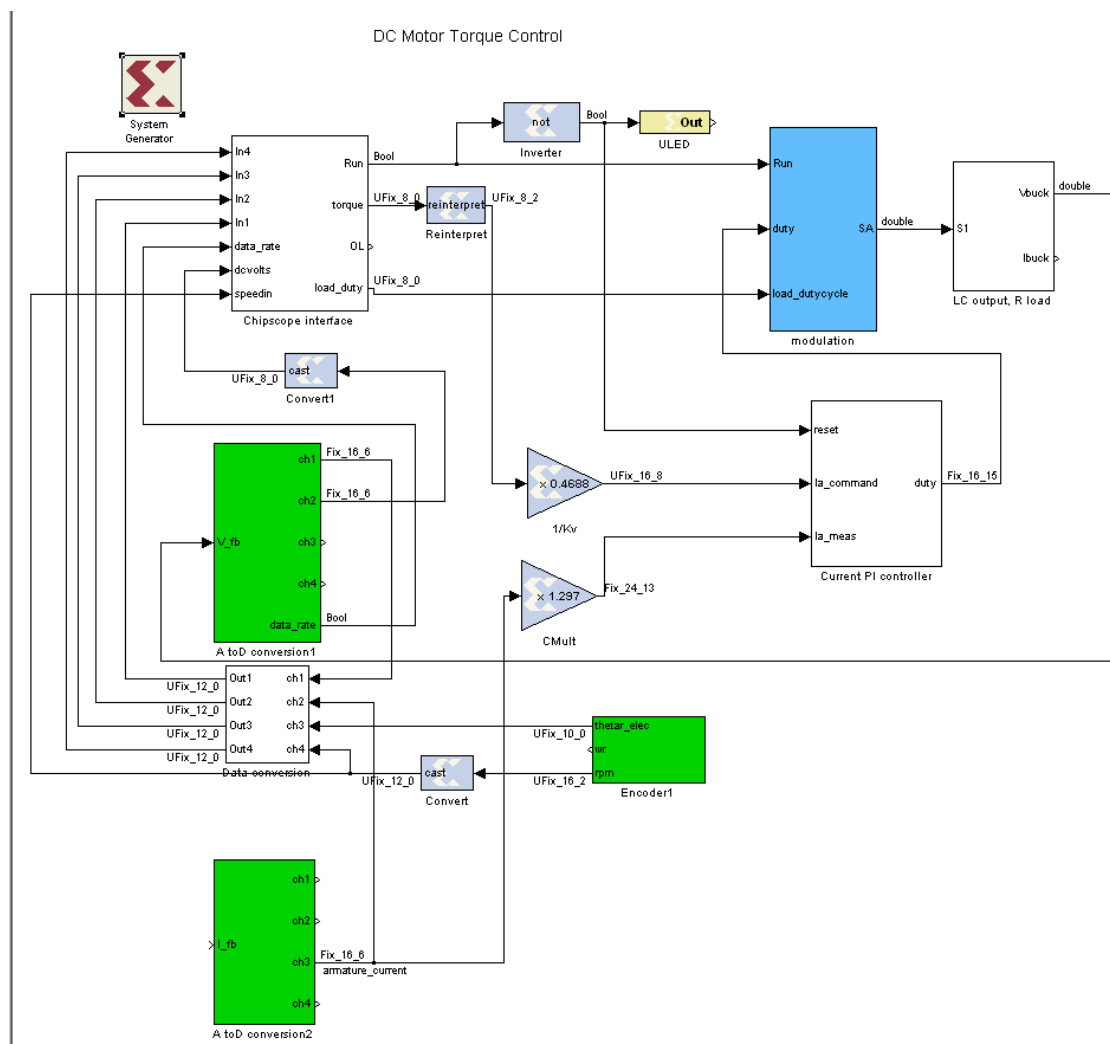 DC Motor Torque Control
System
Generator
In4
In3
In2
In1
data_rate
dcvolts
speedin
Run
torque
OL
load_duty
Chipscope interface
Bool
UFix_8_0
UFix_8_0
reinterpret
Reinterpret
UFix_8_2
not
Inverter
Bool
Out
ULED
Run
duty
load_dutycycle
SA
modulation
double
S1
Vbuck
Ibuck
LC output, R load
double
cast
Convert1
UFix_8_0
V_fb
ch1
ch2
ch3
ch4
data_rate
A toD conversion1
Fix_16_6
Fix_16_6
Bool
x 0.4688
1/Kv
UFix_16_8
x 1.297
CMult
Fix_24_13
reset
Ia_command
Ia_meas
duty
Current PI controller
Fix_16_15
Out1
Out2
Out3
Out4
ch1
ch2
ch3
ch4
Data conversion
UFix_12_0
UFix_12_0
UFix_12_0
UFix_12_0
UFix_12_0
cast
Convert
UFix_10_0
UFix_16_2
thetar_elec
wr
rpm
Encoder1
I_fb
ch1
ch2
ch3
ch4
A toD conversion2
Fix_16_6
armature_current